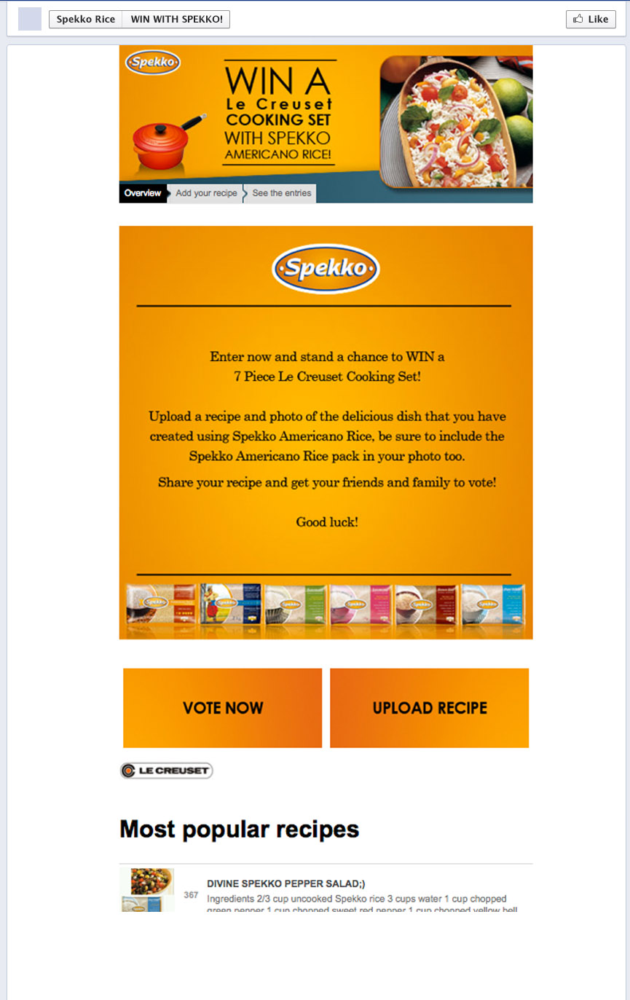 Spekko Rice WIN WITH SPEKKO! Like
Spekko
WIN A
Le Creuset
COOKING SET
WITH SPEKKO
AMERICANO RICE!
Overview Add your recipe See the entries
Spekko
Enter now and stand a chance to WIN a
7 Piece Le Creuset Cooking Set!
Upload a recipe and photo of the delicious dish that you have
created using Spekko Americano Rice, be sure to include the
Spekko Americano Rice pack in your photo too.
Share your recipe and get your friends and family to vote!
Good luck!
Spekko Spekko Spekko Spekko Spekko Spekko
VOTE NOW UPLOAD RECIPE
LE CREUSET
Most popular recipes
DIVINE SPEKKO PEPPER SALAD;)
367 Ingredients 2/3 cup uncooked Spekko rice 3 cups water 1 cup chopped
green pepper 1 cup chopped sweet red pepper 1 cup chopped yellow bell